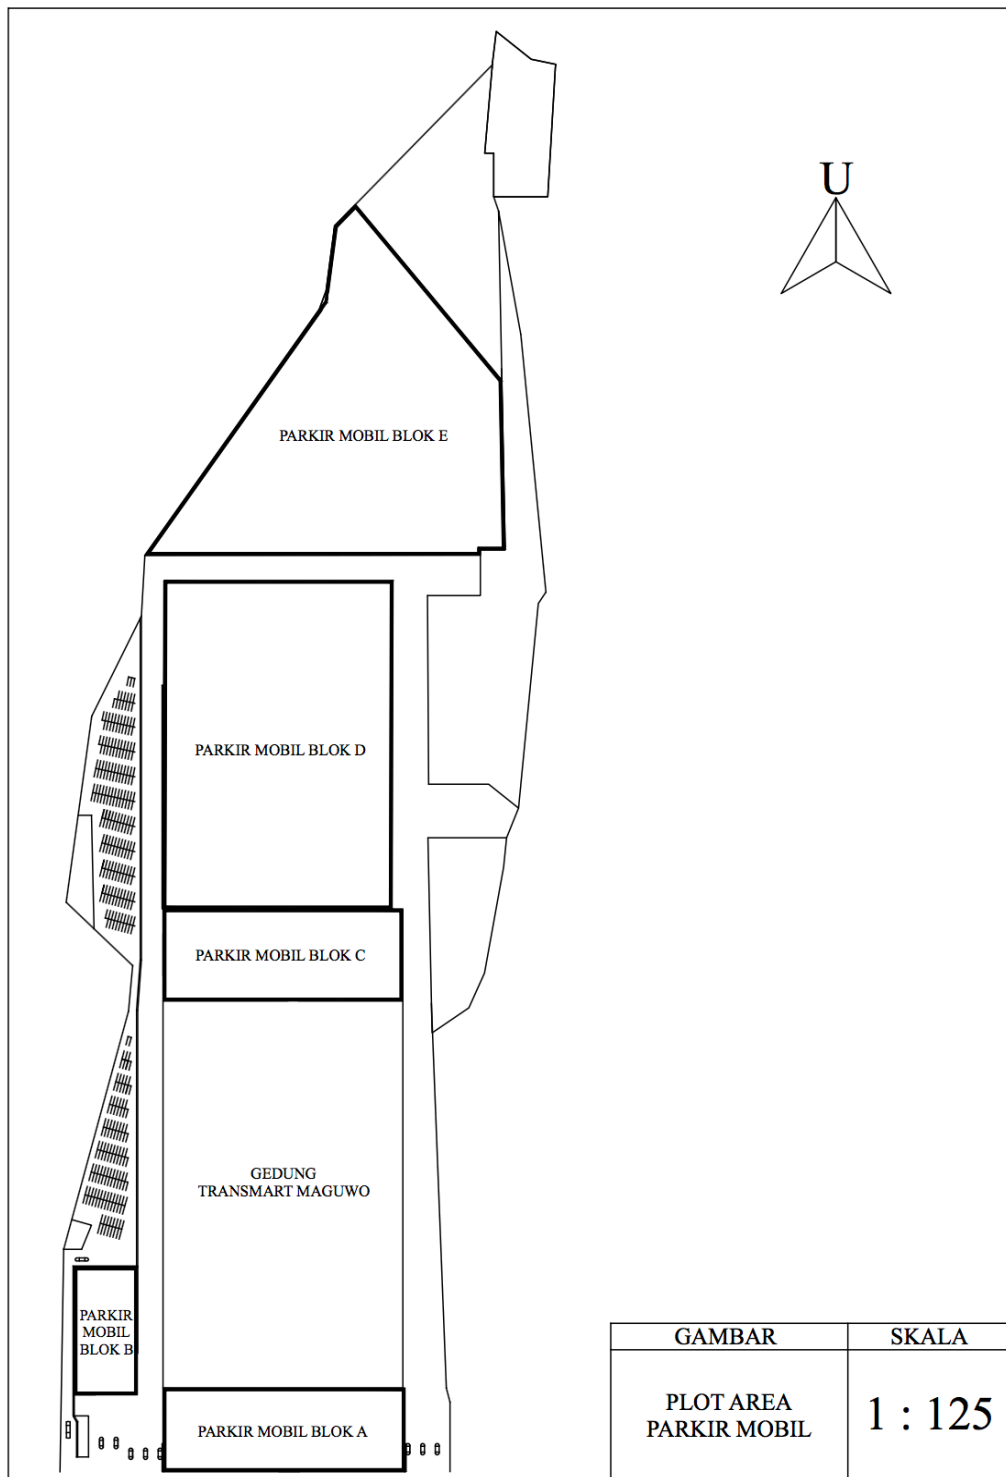 U
PARKIR MOBIL BLOK E
PARKIR MOBIL BLOK D
PARKIR MOBIL BLOK C
GEDUNG
TRANSMART MAGUWO
PARKIR
MOBIL
BLOK B
PARKIR MOBIL BLOK A
GAMBAR
SKALA
PLOT AREA
PARKIR MOBIL
1 : 125